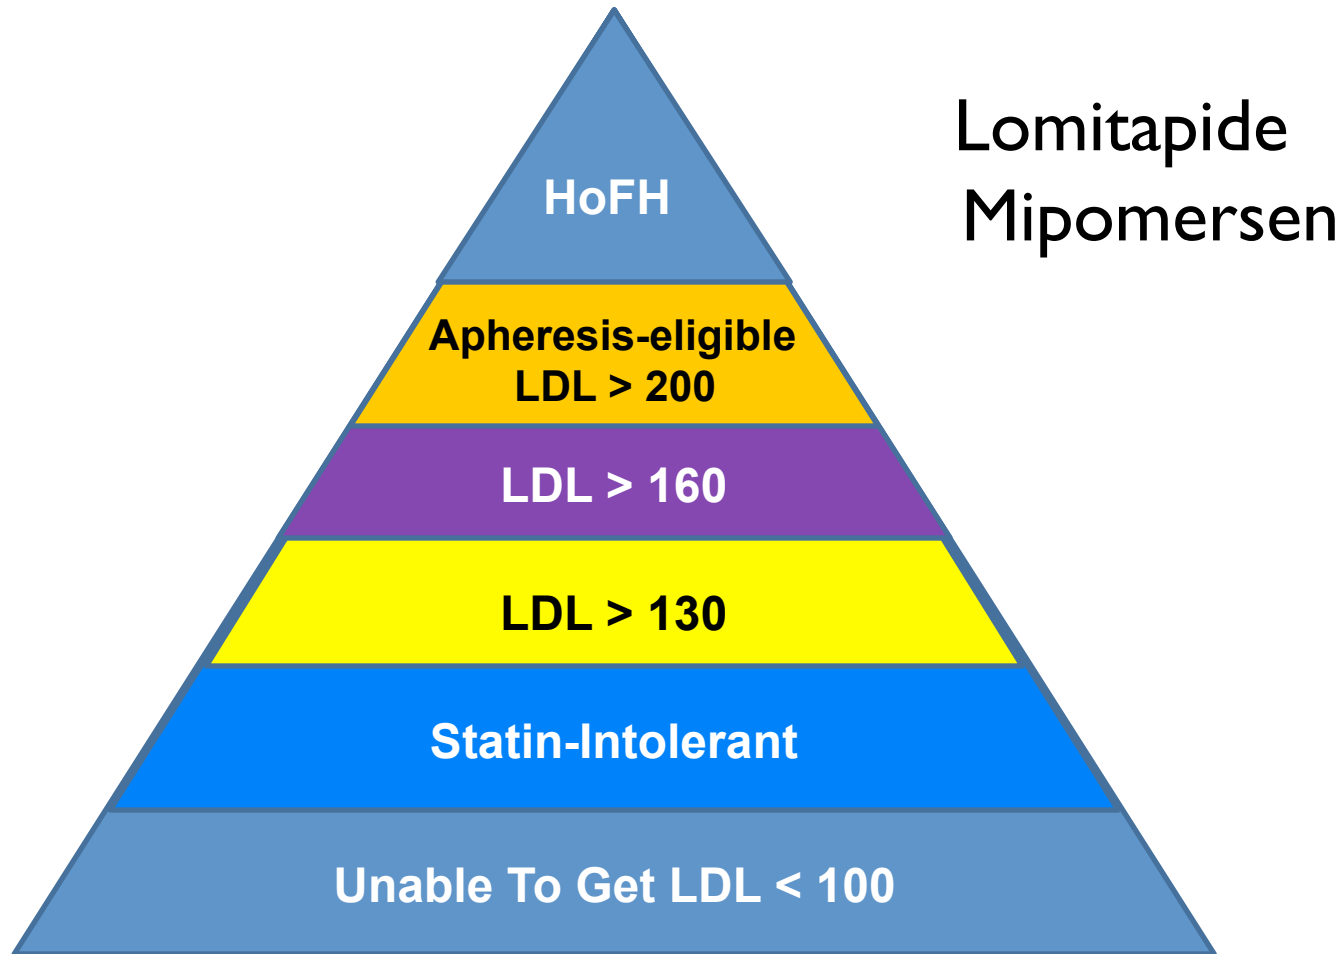 Lomitapide
Mipomersen
HoFH
Apheresis-eligible
LDL > 200
LDL > 160
LDL > 130
Statin-Intolerant
Unable To Get LDL < 100